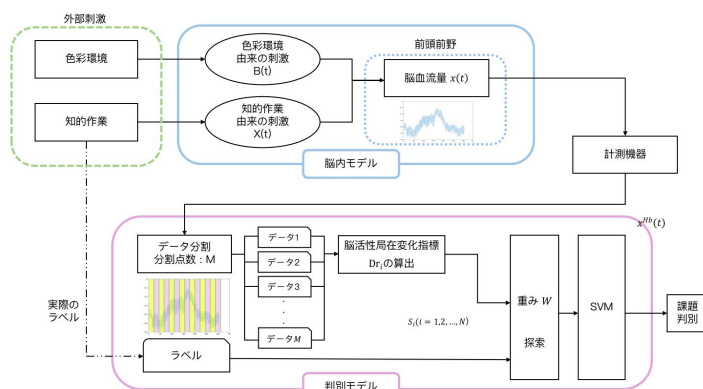 外部刺激
色彩環境
知的作業
色彩環境
由来の刺激
B(t)
知的作業
由来の刺激
X(t)
前頭前野
脳血流量 x(t)
脳内モデル
計測機器
x^{Hb}(t)
実際の
ラベル
データ分割
分割点数：M
データ1
データ2
データ3
・
・
・
データM
脳活性局在変化指標
Dr_iの算出
S_i(i = 1,2, ..., N)
重み W
探索
SVM
課題
判別
ラベル
判別モデル